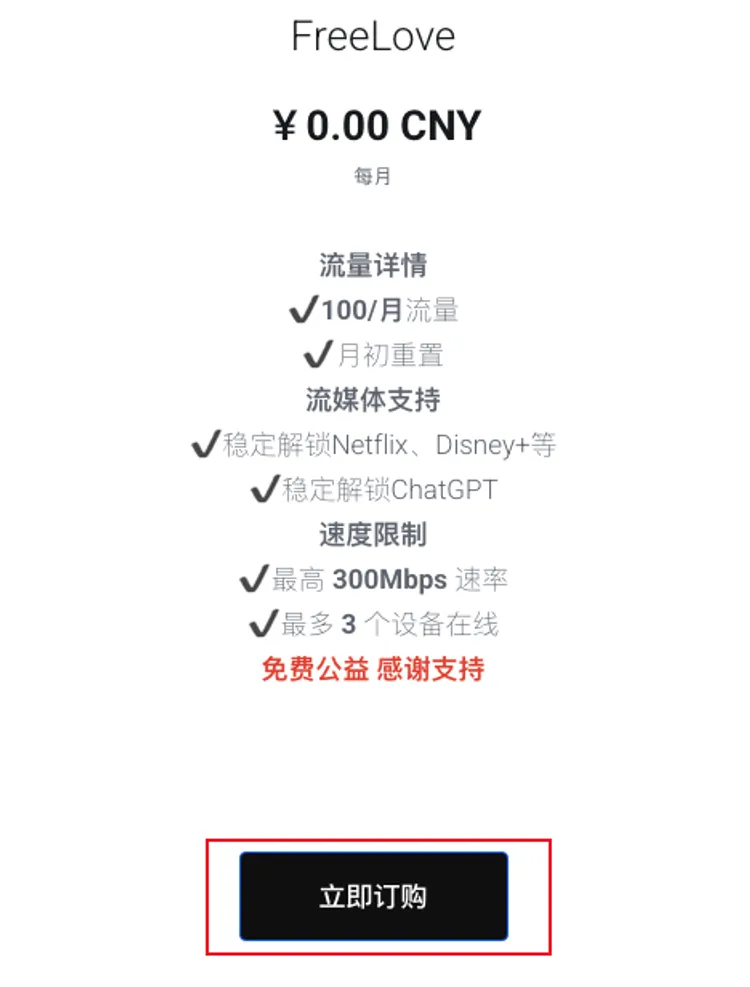 FreeLove
¥ 0.00 CNY
每月
流量详情
✔100/月流量
✔月初重置
流媒体支持
✔稳定解锁Netflix、Disney+等
✔稳定解锁ChatGPT
速度限制
✔最高 300Mbps 速率
✔最多 3 个设备在线
免费公益 感谢支持
立即订购